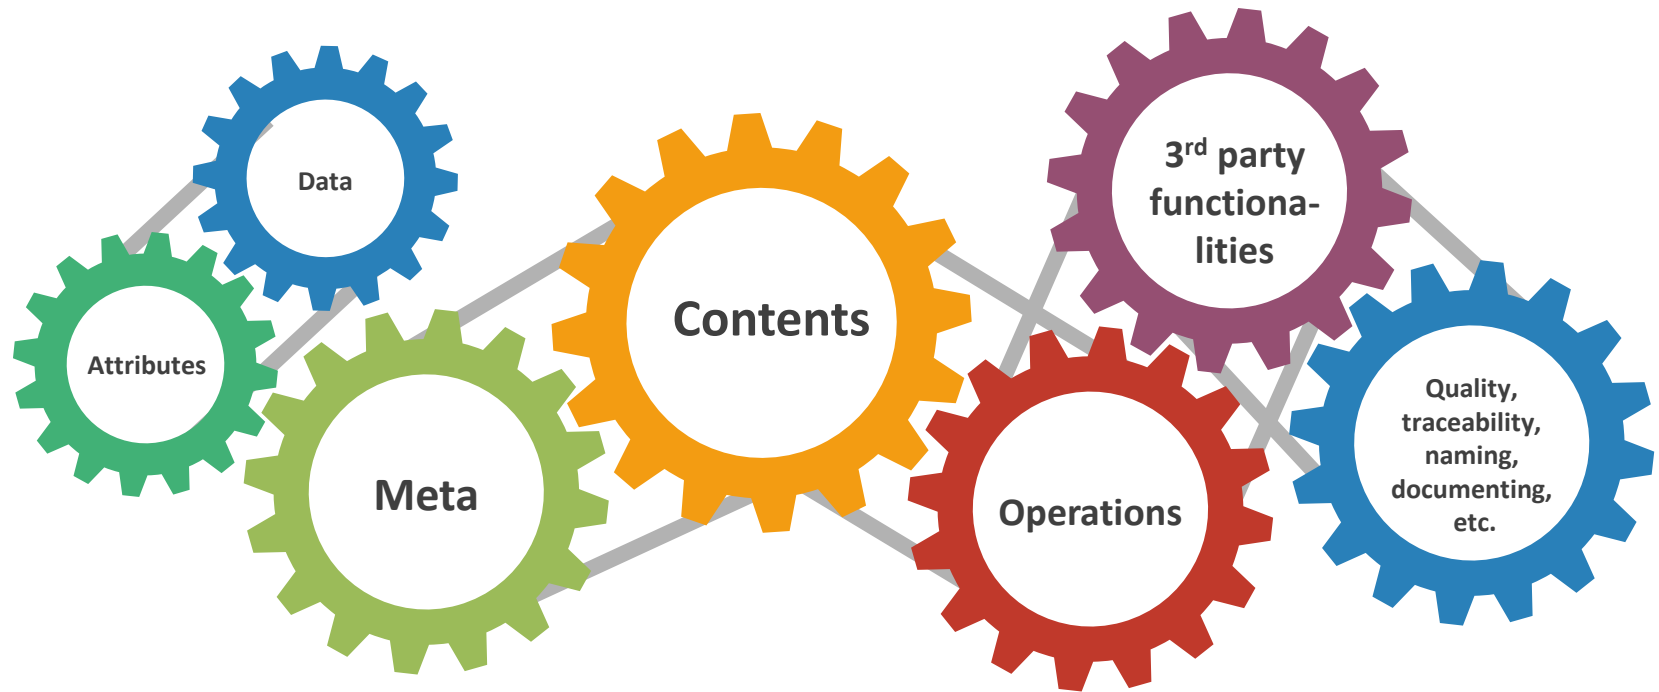 Data
Attributes
Meta
Contents
Operations
3rd party
functiona-
lities
Quality,
traceability,
naming,
documenting,
etc.